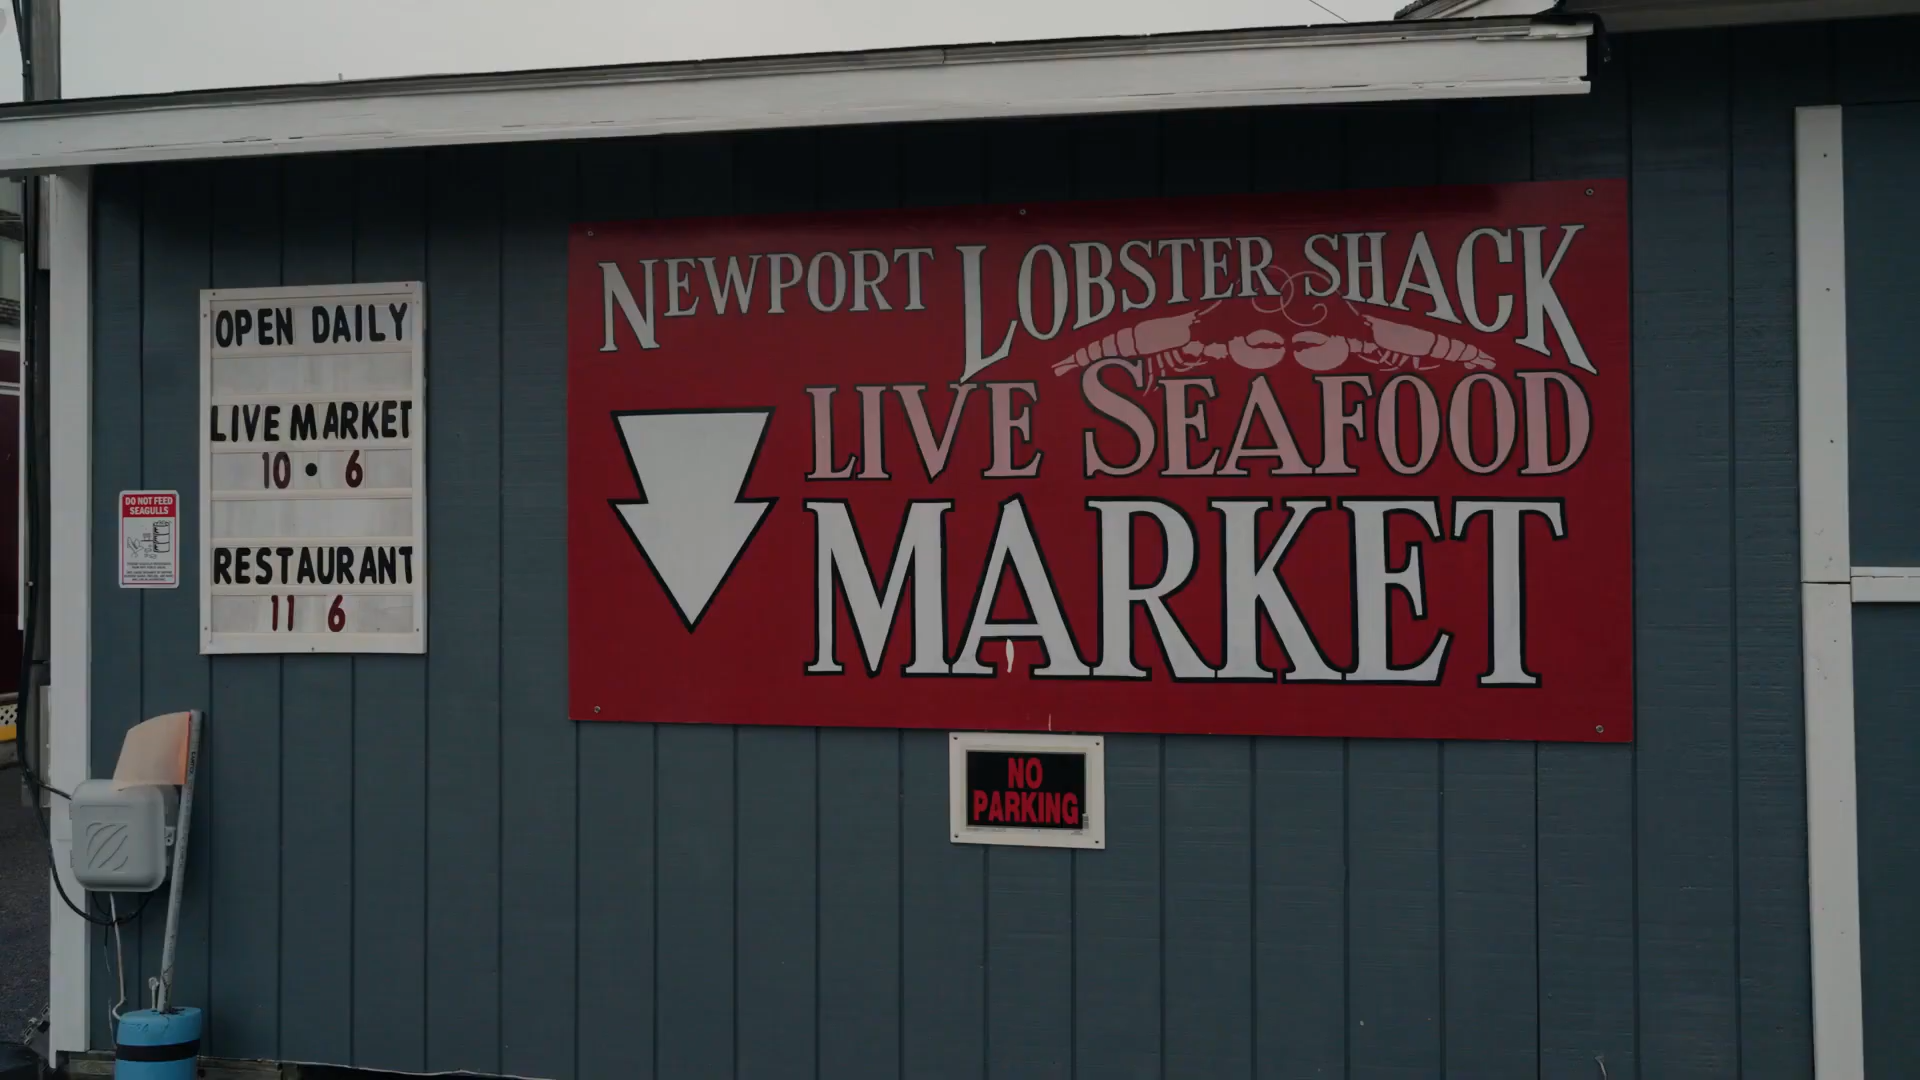 OPEN DAILY
LIVE MARKET
10 • 6
RESTAURANT
11 6
DO NOT FEED
SEAGULLS
NEWPORT LOBSTER SHACK
LIVE SEAFOOD
MARKET
NO
PARKING